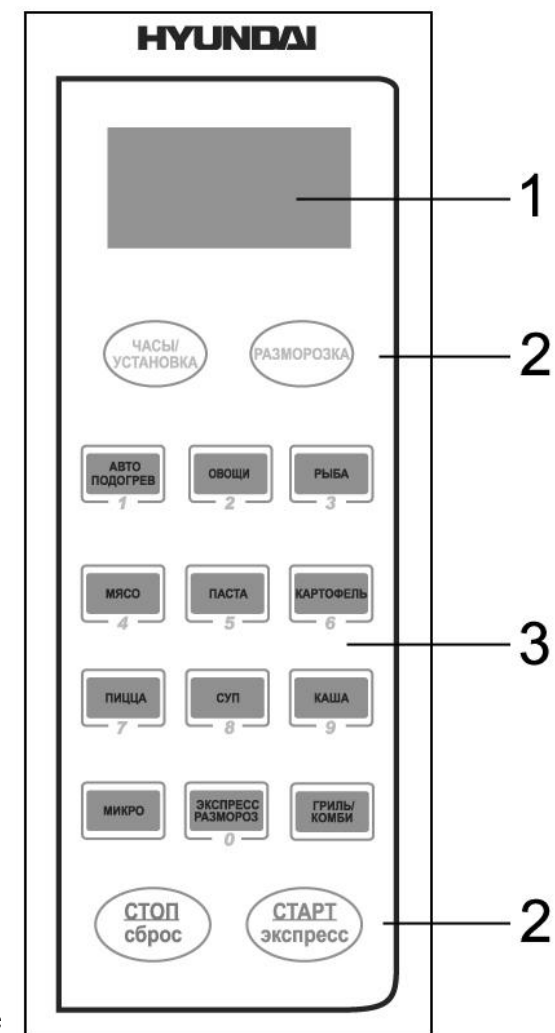 HYUNDAI
1
ЧАСЫ/
УСТАНОВКА
РАЗМОРОЗКА
2
АВТО
ПОДОГРЕВ
1
ОВОЩИ
2
РЫБА
3
МЯСО
4
ПАСТА
5
КАРТОФЕЛЬ
6
3
ПИЦЦА
7
СУП
8
КАША
9
МИКРО
ЭКСПРЕСС
РАЗМОРОЗ
0
ГРИЛЬ/
КОМБИ
СТОП
сброс
СТАРТ
экспресс
2
е